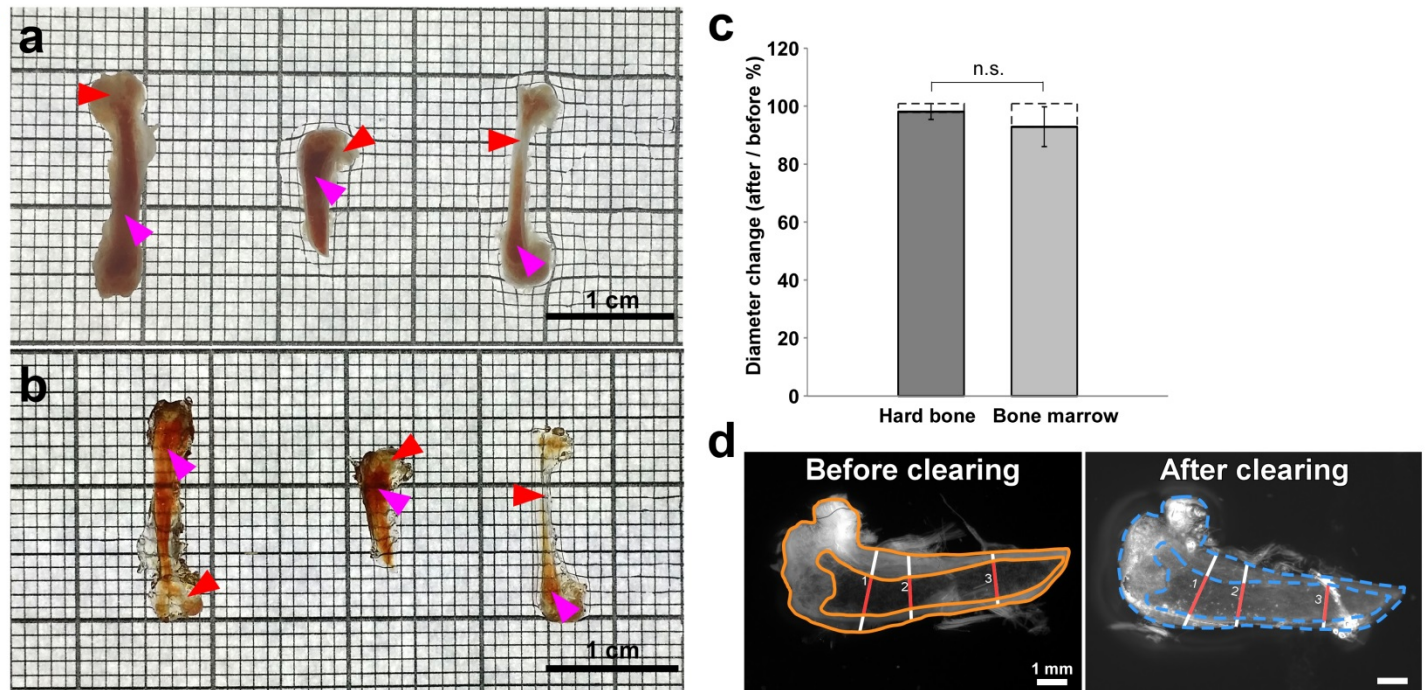 a
1 cm
b
1 cm
c
Diameter change (after / before %)
120
100
80
60
40
20
0
n.s.
Hard bone Bone marrow
d
Before clearing
1
2
3
1 mm
After clearing
1
2
3